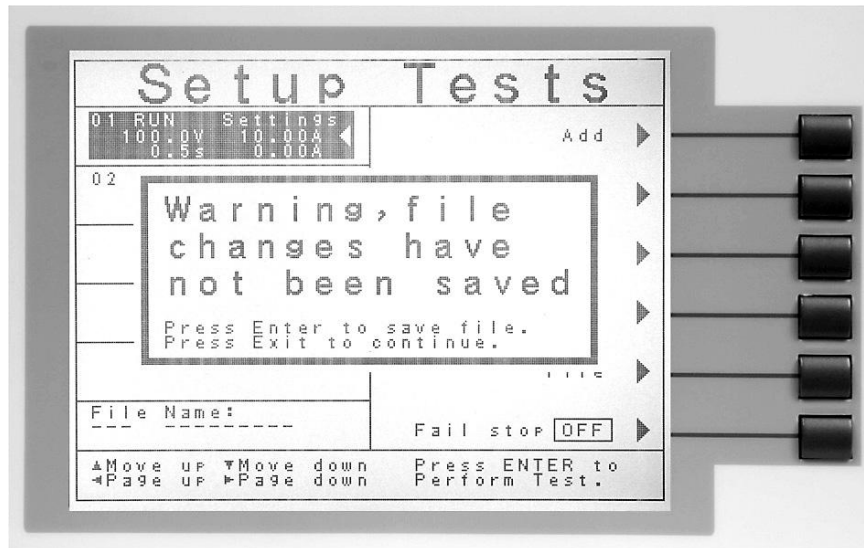 Setup Tests
01 RUN Settings
100.0V 10.00A
0.5s 0.00A
Add
02
Warning, file
changes have
not been saved
Press Enter to save file.
Press Exit to continue.
File Name:
Fail stop OFF
▲Move up ▼Move down
◄Page up ►Page down
Press ENTER to
Perform Test.